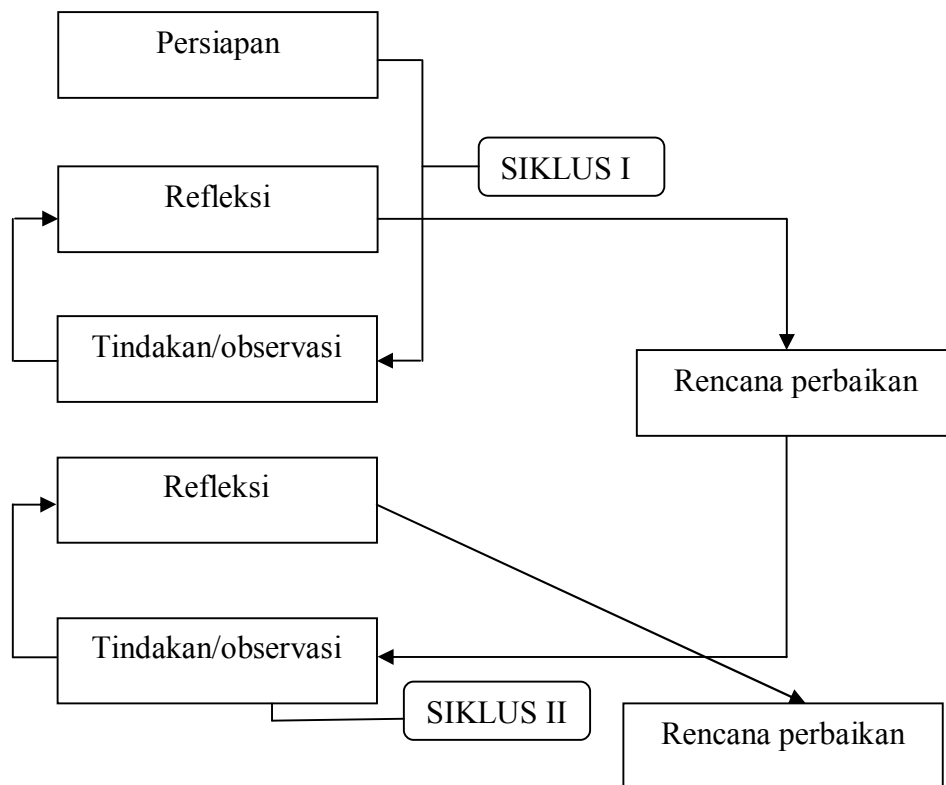 Persiapan
SIKLUS I
Refleksi
Tindakan/observasi
Rencana perbaikan
Refleksi
Tindakan/observasi
SIKLUS II
Rencana perbaikan